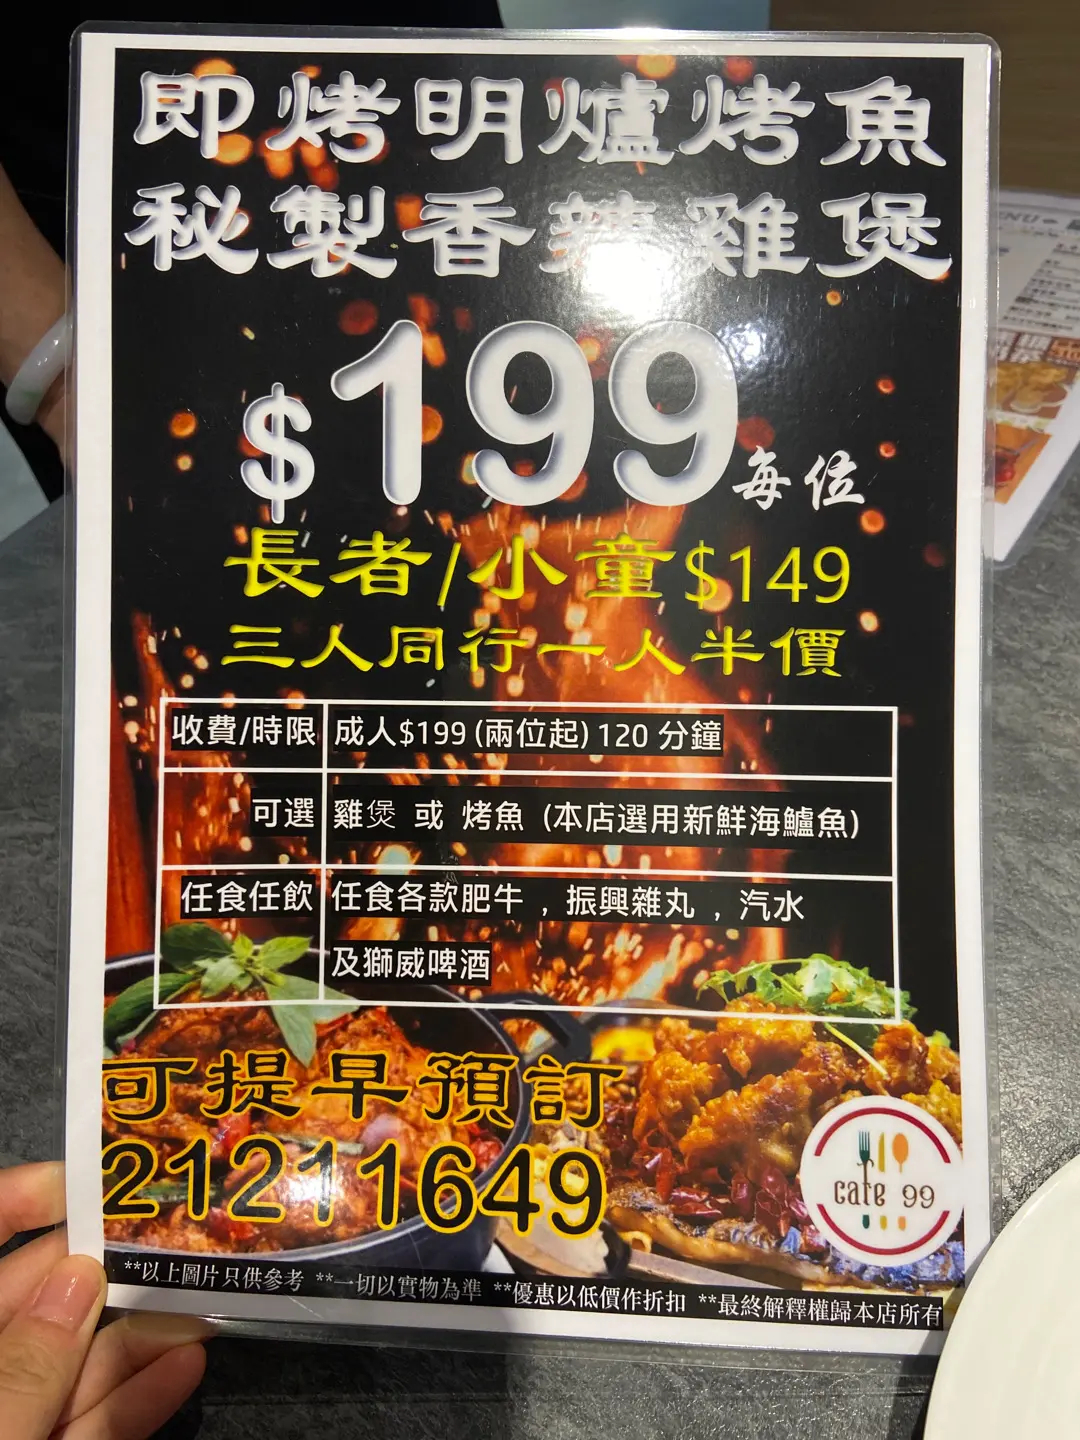 即烤明爐烤魚
秘製香辣雞煲
$199每位
長者/小童$149
三人同行一人半價
收費/時限 成人$199 (兩位起) 120 分鐘
可選 雞煲 或 烤魚 (本店選用新鮮海鱸魚)
任食任飲 任食各款肥牛，振興雜丸，汽水
及獅威啤酒
可提早預訂
21211649
cafe 99
**以上圖片只供參考 **一切以實物為準 **優惠以低價作折扣 **最終解釋權歸本店所有